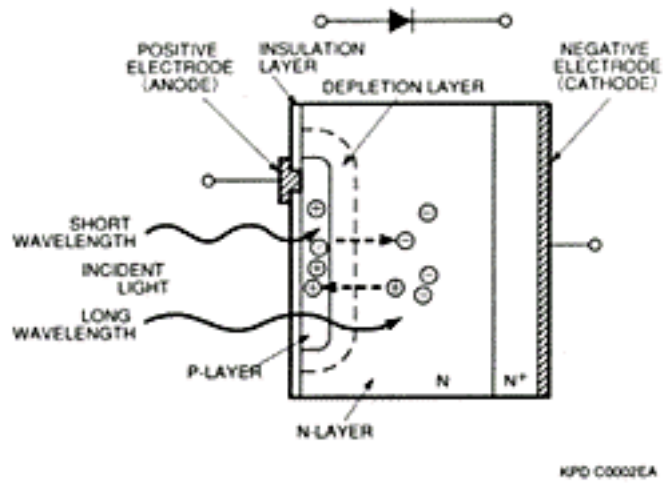 POSITIVE
ELECTRODE
(ANODE)
INSULATION
LAYER
DEPLETION LAYER
NEGATIVE
ELECTRODE
(CATHODE)
SHORT
WAVELENGTH
INCIDENT
LIGHT
LONG
WAVELENGTH
P-LAYER
N-LAYER
N
N+
KPD C0002EA